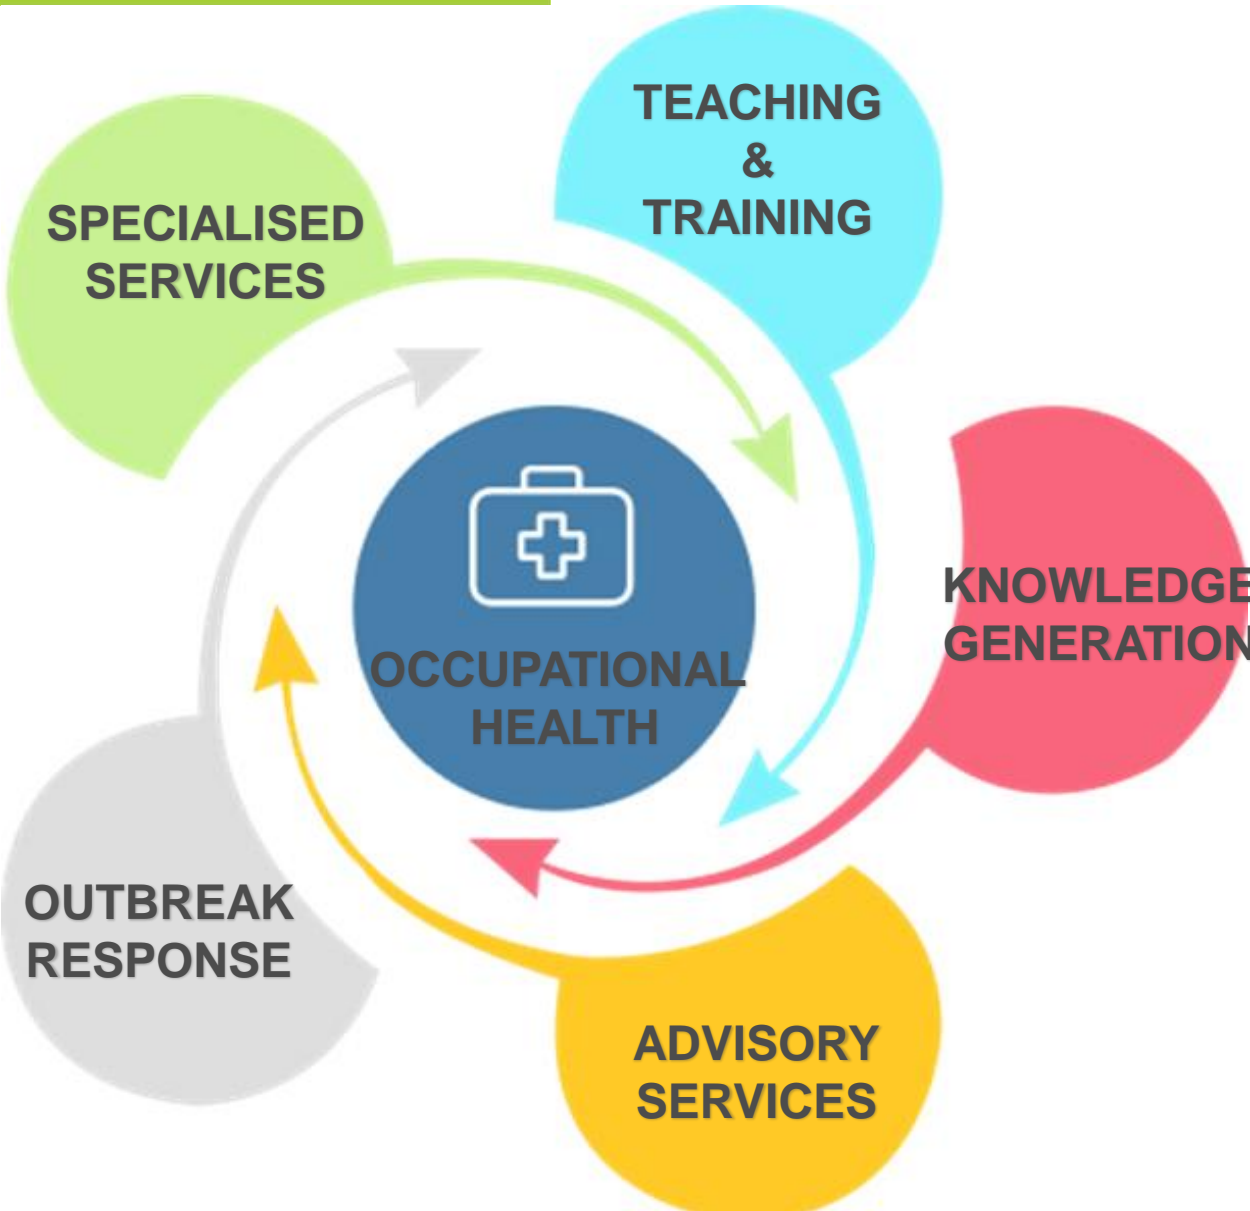 TEACHING
&
TRAINING
SPECIALISED
SERVICES
KNOWLEDGE
GENERATION
OCCUPATIONAL
HEALTH
OUTBREAK
RESPONSE
ADVISORY
SERVICES